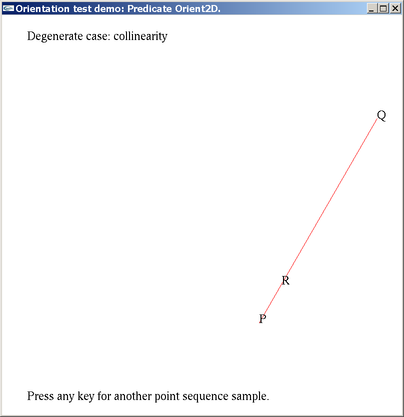 Orientation test demo: Predicate Orient2D.
Degenerate case: collinearity
Q
R
P
Press any key for another point sequence sample.